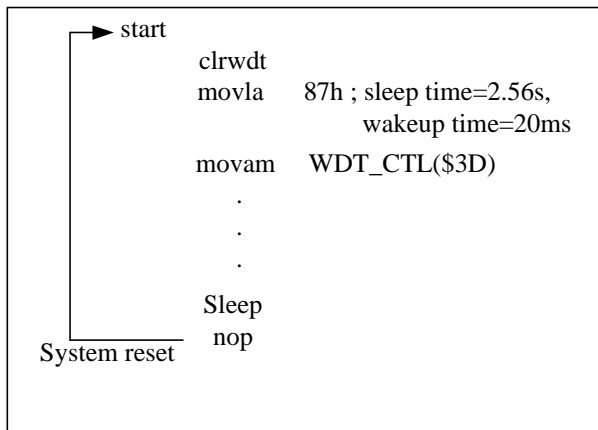 start
clrwdt
movla 87h ; sleep time=2.56s,
wakeup time=20ms
movam WDT_CTL($3D)
.
.
.
Sleep
nop
System reset